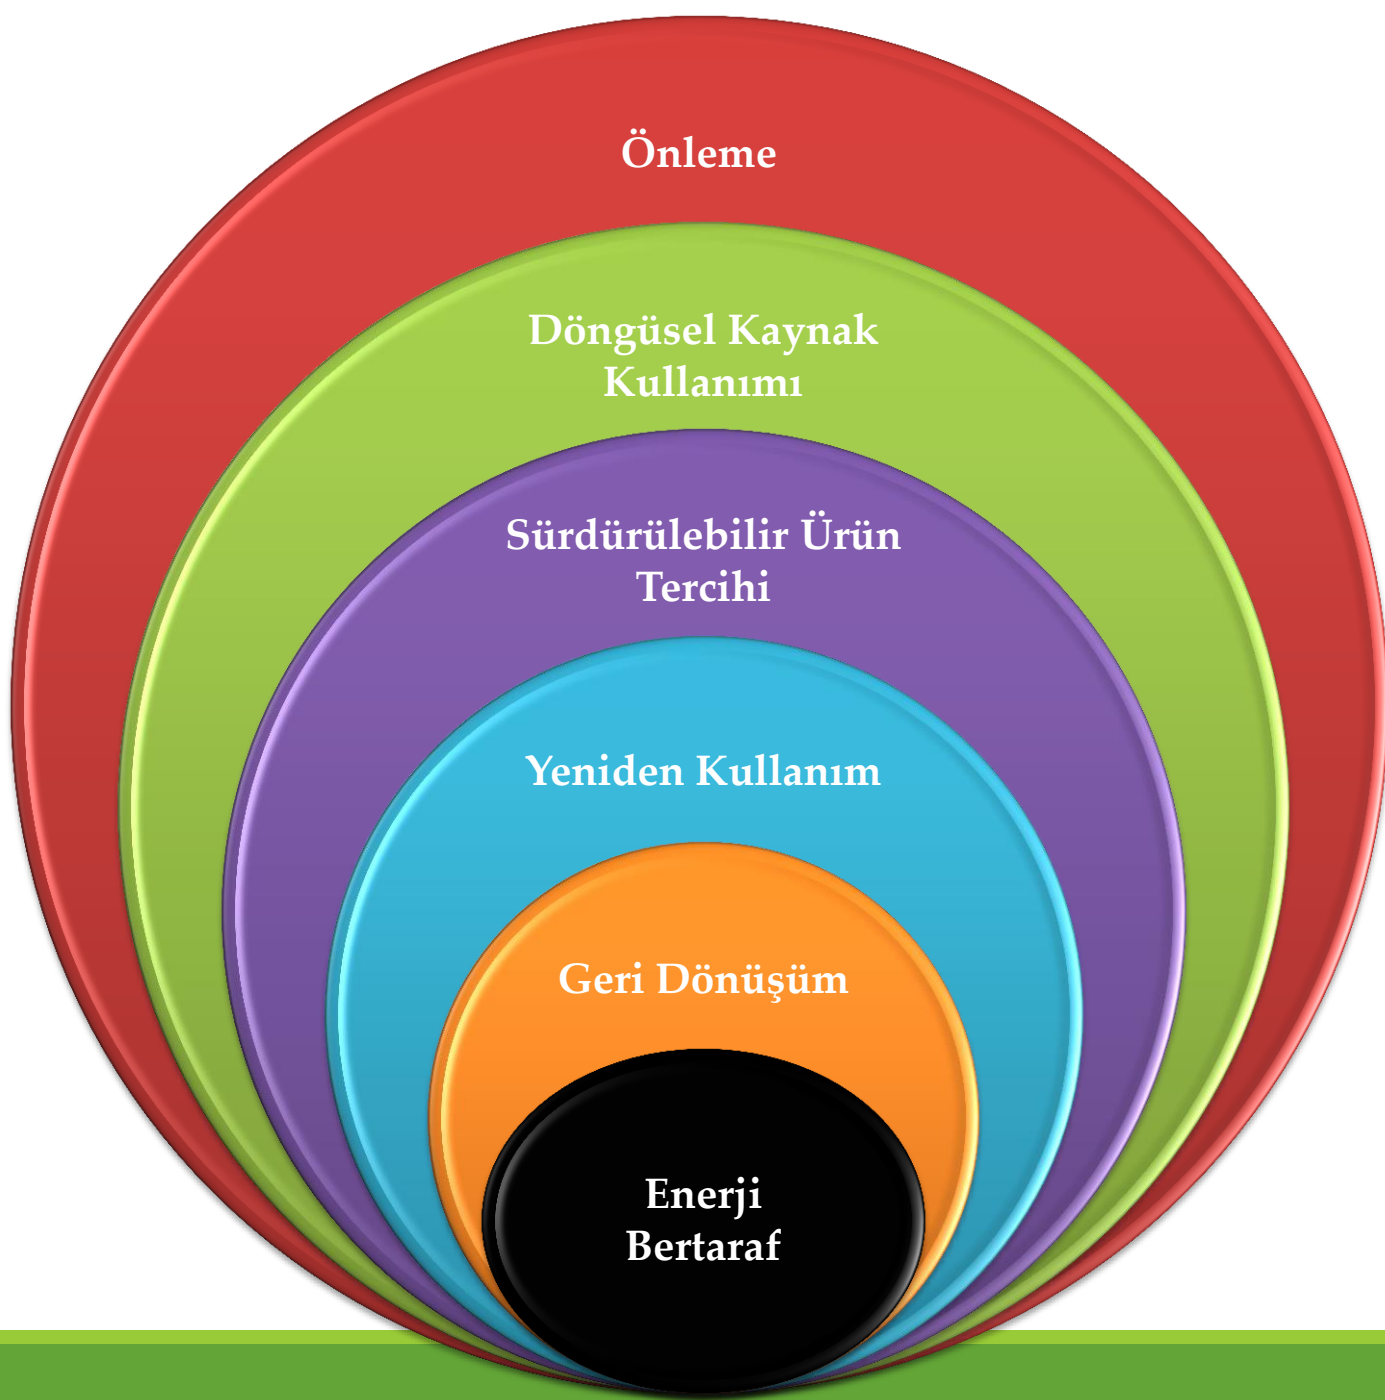 Önleme
Döngüsel Kaynak
Kullanımı
Sürdürülebilir Ürün
Tercihi
Yeniden Kullanım
Geri Dönüşüm
Enerji
Bertaraf